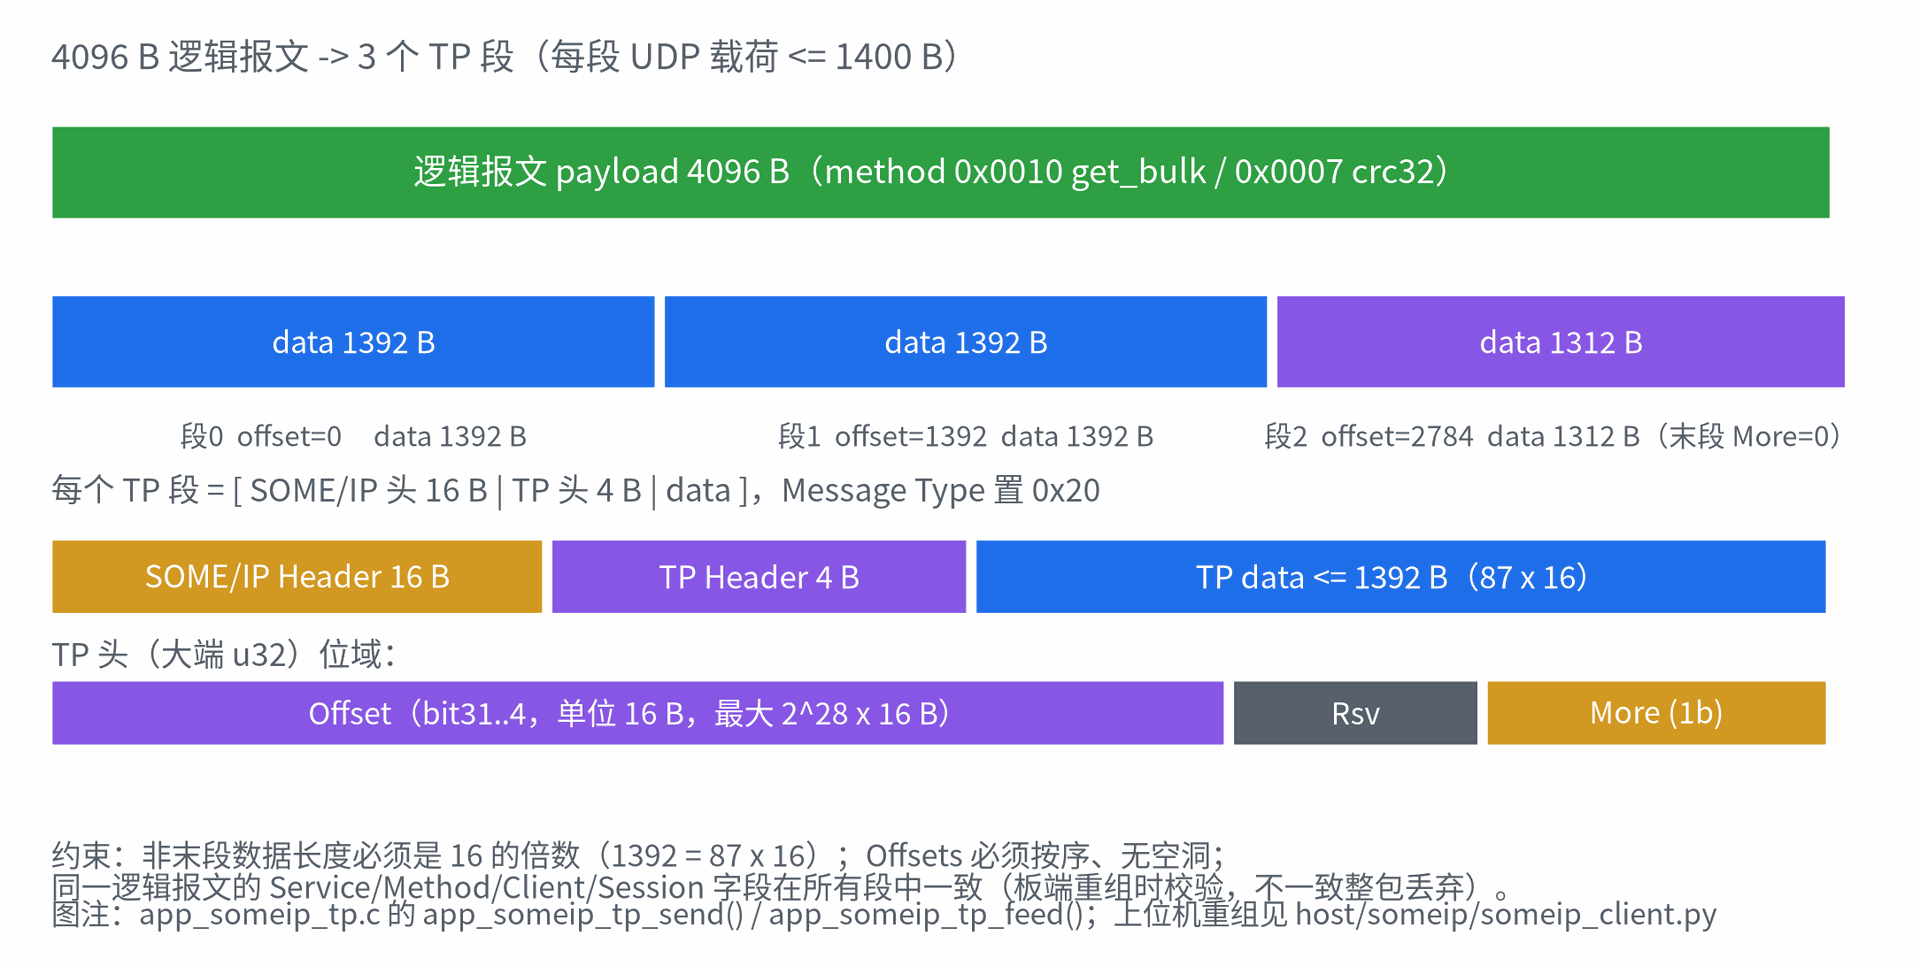 4096 B 逻辑报文 -> 3 个 TP 段（每段 UDP 载荷 <= 1400 B）
逻辑报文 payload 4096 B（method 0x0010 get_bulk / 0x0007 crc32）
data 1392 B
data 1392 B
data 1312 B
段0 offset=0 data 1392 B
段1 offset=1392 data 1392 B
段2 offset=2784 data 1312 B（末段 More=0）
每个 TP 段 = [ SOME/IP 头 16 B | TP 头 4 B | data ]，Message Type 置 0x20
SOME/IP Header 16 B
TP Header 4 B
TP data <= 1392 B（87 x 16）
TP 头（大端 u32）位域：
Offset（bit31..4，单位 16 B，最大 2^28 x 16 B）
Rsv
More (1b)
约束：非末段数据长度必须是 16 的倍数（1392 = 87 x 16）；Offsets 必须按序、无空洞；
同一逻辑报文的 Service/Method/Client/Session 字段在所有段中一致（板端重组时校验，不一致整包丢弃）。
图注：app_someip_tp.c 的 app_someip_tp_send() / app_someip_tp_feed()；上位机重组见 host/someip/someip_client.py